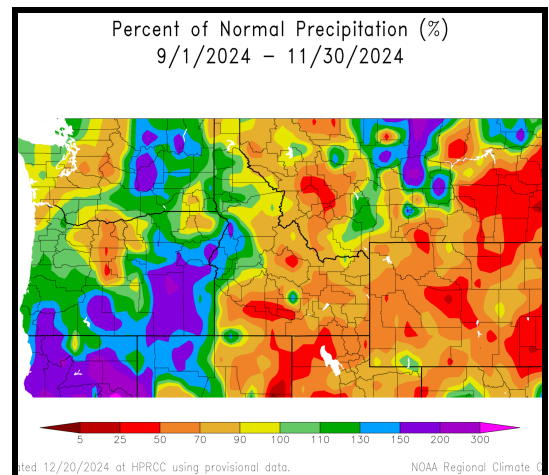 Percent of Normal Precipitation (%)
9/1/2024 – 11/30/2024
5 25 50 70 90 100 110 130 150 200 300
12/20/2024 at HPRCC using provisional data. NOAA Regional Climate